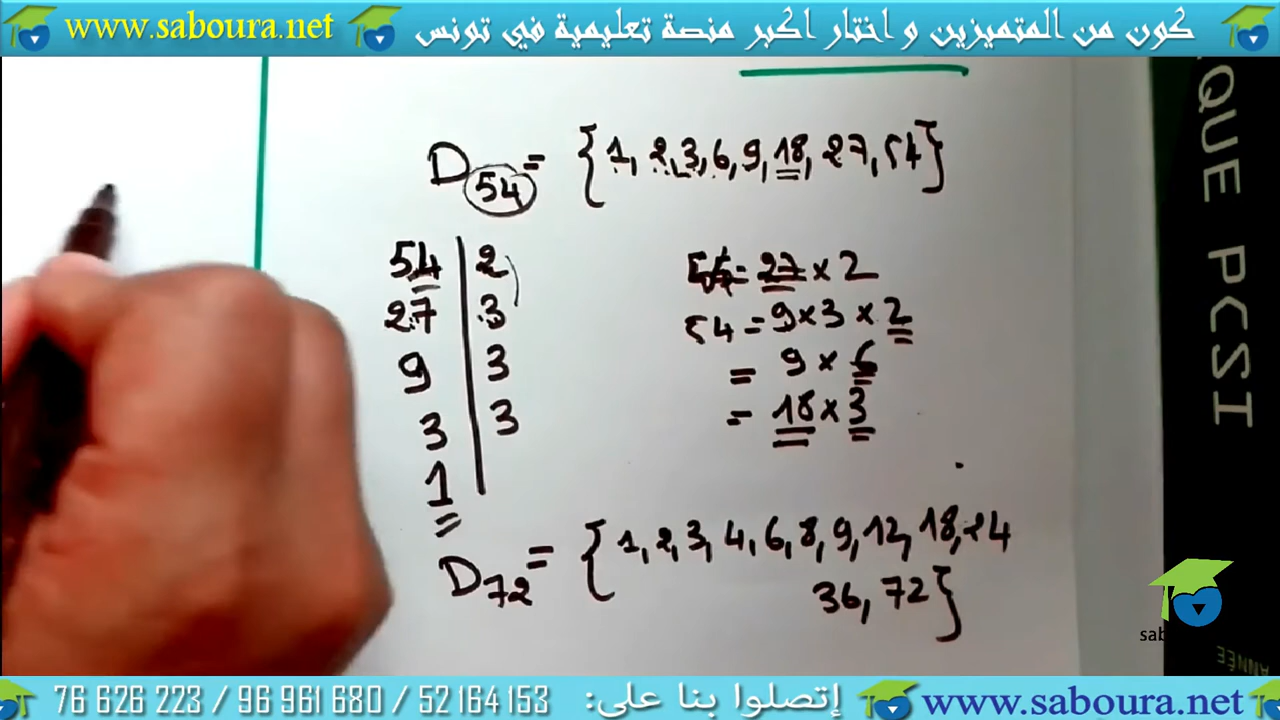 www.saboura.net كون من المتميزين و اختار اكبر منصة تعليمية في تونس
D54 = {1, 2, 3, 6, 9, 18, 27, 54}
54 | 2
27 | 3
9 | 3
3 | 3
1
54 = 27 × 2
54 = 9 × 3 × 2
= 9 × 6
= 18 × 3
D72 = {1, 2, 3, 4, 6, 8, 9, 12, 18, 24
36, 72}
QUE PCSI
ANNÉE
sab
76 626 223 / 96 961 680 / 52 164 153 إتصلوا بنا على: www.saboura.net